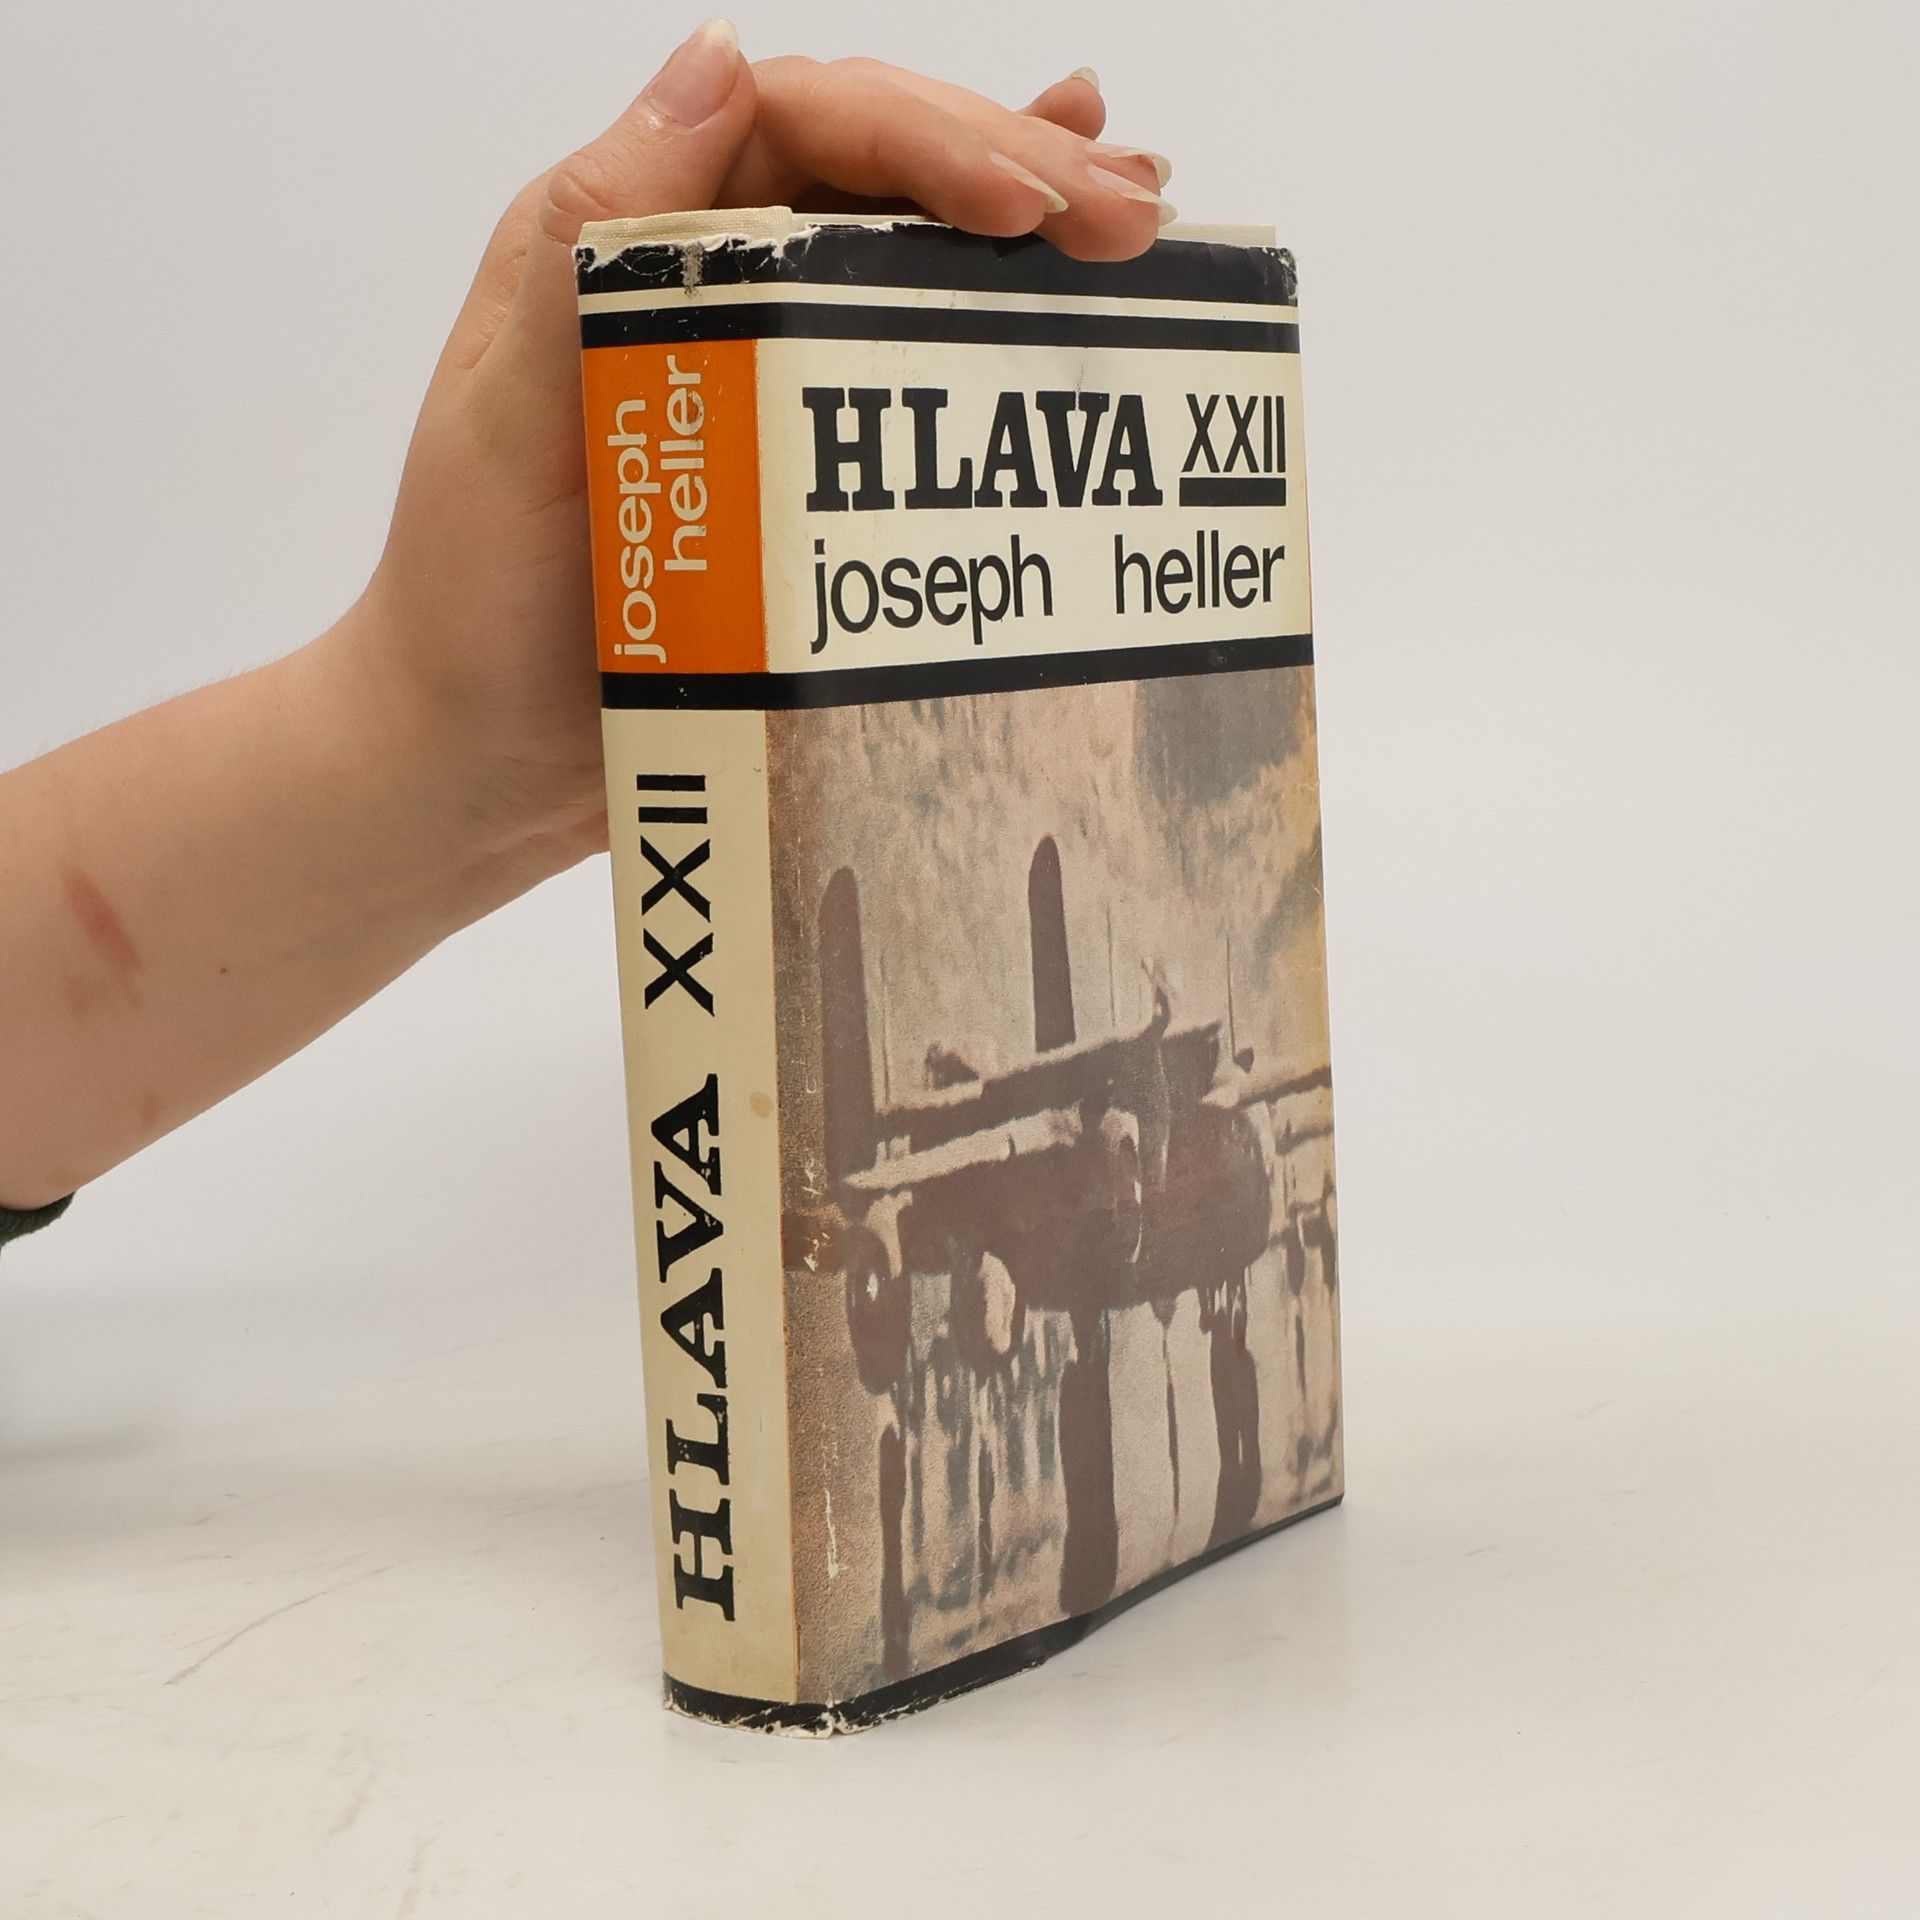 joseph
heller
HLAVA XXII
HLAVA XXII
joseph heller